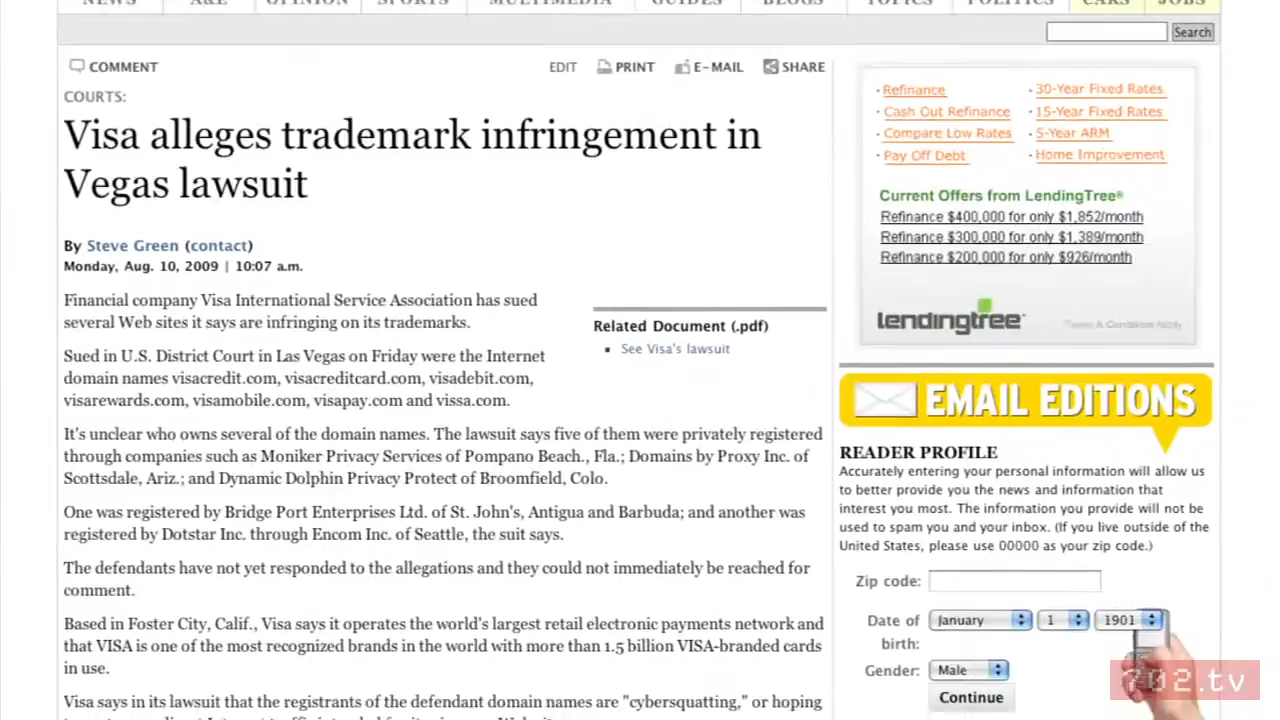 NEWS A&E OPINION SPORTS MULTIMEDIA GUIDES BLOGS TOPICS POLITICS CARS JOBS
Search
COMMENT EDIT PRINT E-MAIL SHARE
COURTS:
Visa alleges trademark infringement in
Vegas lawsuit
By Steve Green (contact)
Monday, Aug. 10, 2009 | 10:07 a.m.
Financial company Visa International Service Association has sued
several Web sites it says are infringing on its trademarks.
Sued in U.S. District Court in Las Vegas on Friday were the Internet
domain names visacredit.com, visacreditcard.com, visadebit.com,
visarewards.com, visamobile.com, visapay.com and vissa.com.
Related Document (.pdf)
See Visa's lawsuit
It's unclear who owns several of the domain names. The lawsuit says five of them were privately registered
through companies such as Moniker Privacy Services of Pompano Beach., Fla.; Domains by Proxy Inc. of
Scottsdale, Ariz.; and Dynamic Dolphin Privacy Protect of Broomfield, Colo.
One was registered by Bridge Port Enterprises Ltd. of St. John's, Antigua and Barbuda; and another was
registered by Dotstar Inc. through Encom Inc. of Seattle, the suit says.
The defendants have not yet responded to the allegations and they could not immediately be reached for
comment.
Based in Foster City, Calif., Visa says it operates the world's largest retail electronic payments network and
that VISA is one of the most recognized brands in the world with more than 1.5 billion VISA-branded cards
in use.
Visa says in its lawsuit that the registrants of the defendant domain names are "cybersquatting," or hoping
Refinance 30-Year Fixed Rates
Cash Out Refinance 15-Year Fixed Rates
Compare Low Rates 5-Year ARM
Pay Off Debt Home Improvement
Current Offers from LendingTree®
Refinance $400,000 for only $1,852/month
Refinance $300,000 for only $1,389/month
Refinance $200,000 for only $926/month
lendingtree
*Terms & Conditions Apply
EMAIL EDITIONS
READER PROFILE
Accurately entering your personal information will allow us
to better provide you the news and information that
interest you most. The information you provide will not be
used to spam you and your inbox. (If you live outside of the
United States, please use 00000 as your zip code.)
Zip code:
Date of January 1 1901
birth:
Gender: Male
Continue
702.tv